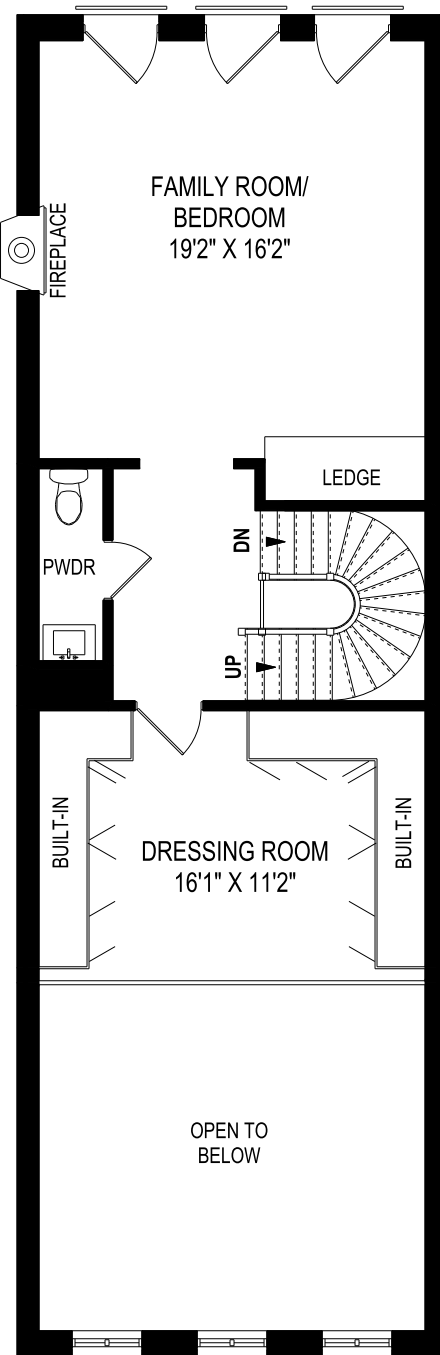 FAMILY ROOM/
BEDROOM
19'2" X 16'2"
FIREPLACE
LEDGE
DN
PWDR
UP
BUILT-IN
DRESSING ROOM
16'1" X 11'2"
BUILT-IN
OPEN TO
BELOW